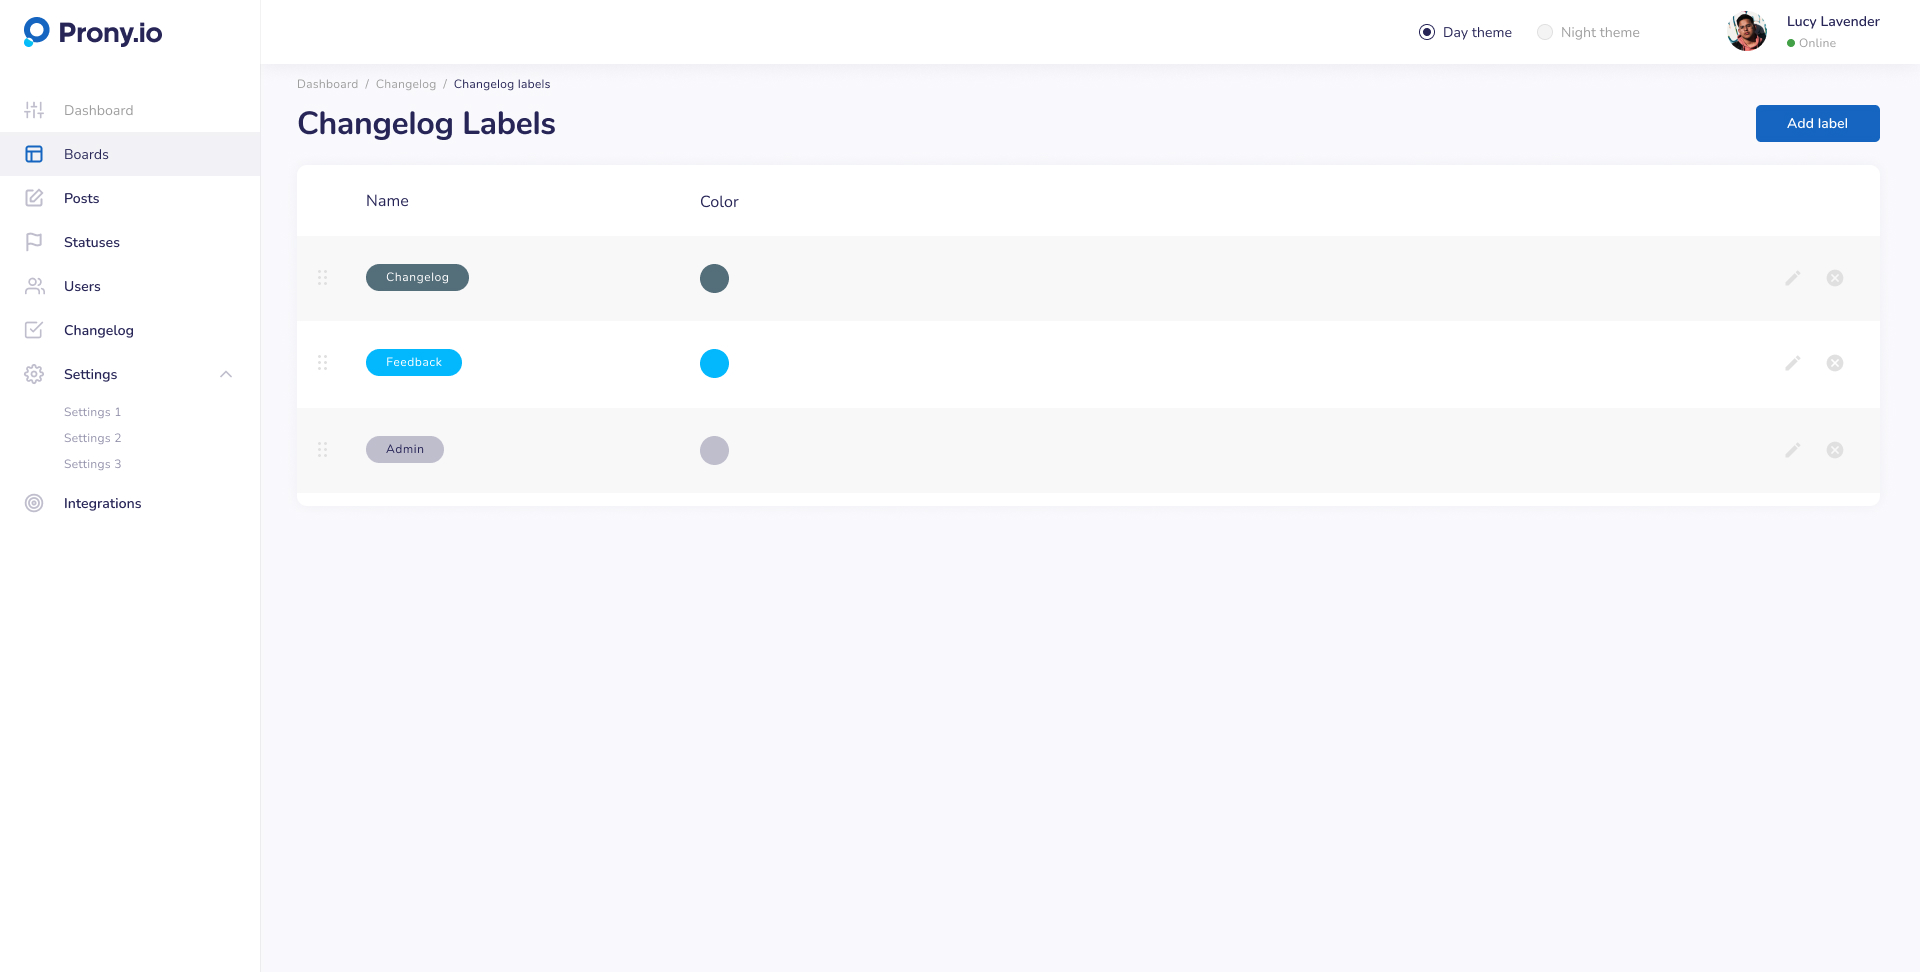 Prony.io
Day theme
Night theme
Lucy Lavender
Online
Dashboard
Boards
Posts
Statuses
Users
Changelog
Settings
Settings 1
Settings 2
Settings 3
Integrations
Dashboard / Changelog / Changelog labels
Changelog Labels
Add label
Name Color
Changelog
Feedback
Admin